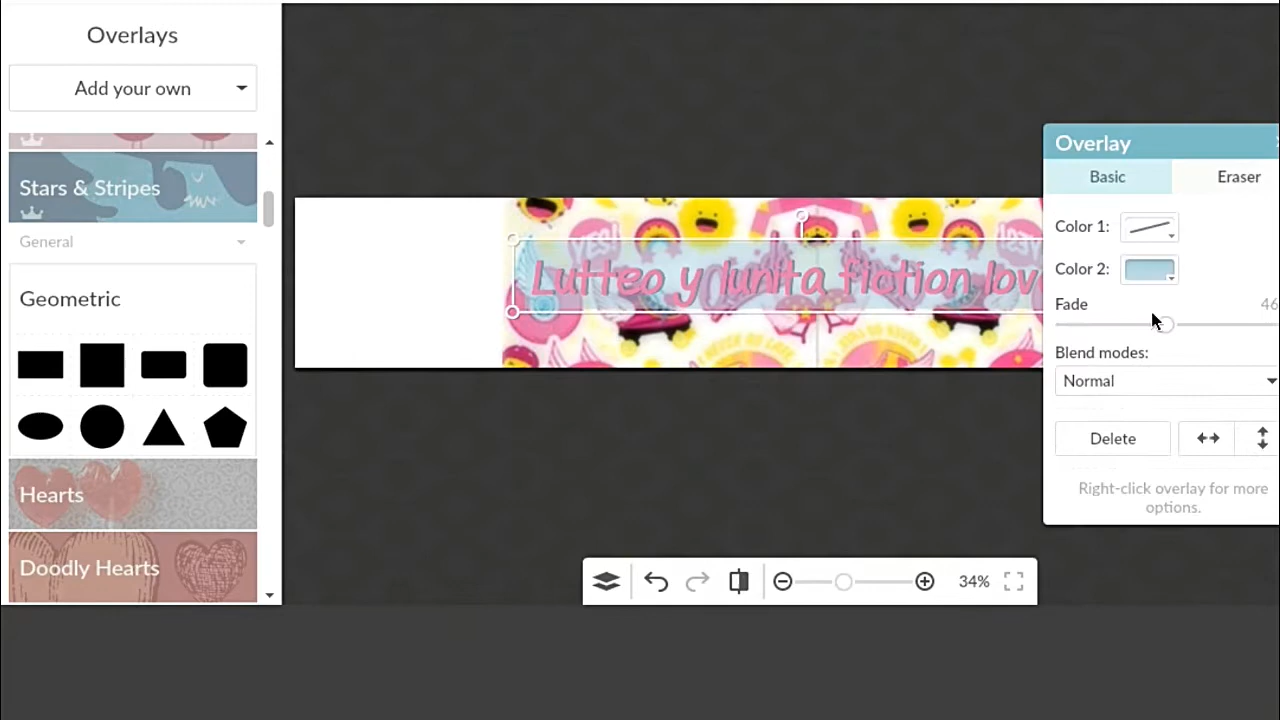 Overlays
Add your own
Stars & Stripes
General
Geometric
Hearts
Doodly Hearts
YES!
Lutteo y lunita fiction lov
Overlay
Basic
Eraser
Color 1:
Color 2:
Fade
46
Blend modes:
Normal
Delete
Right-click overlay for more
options.
34%